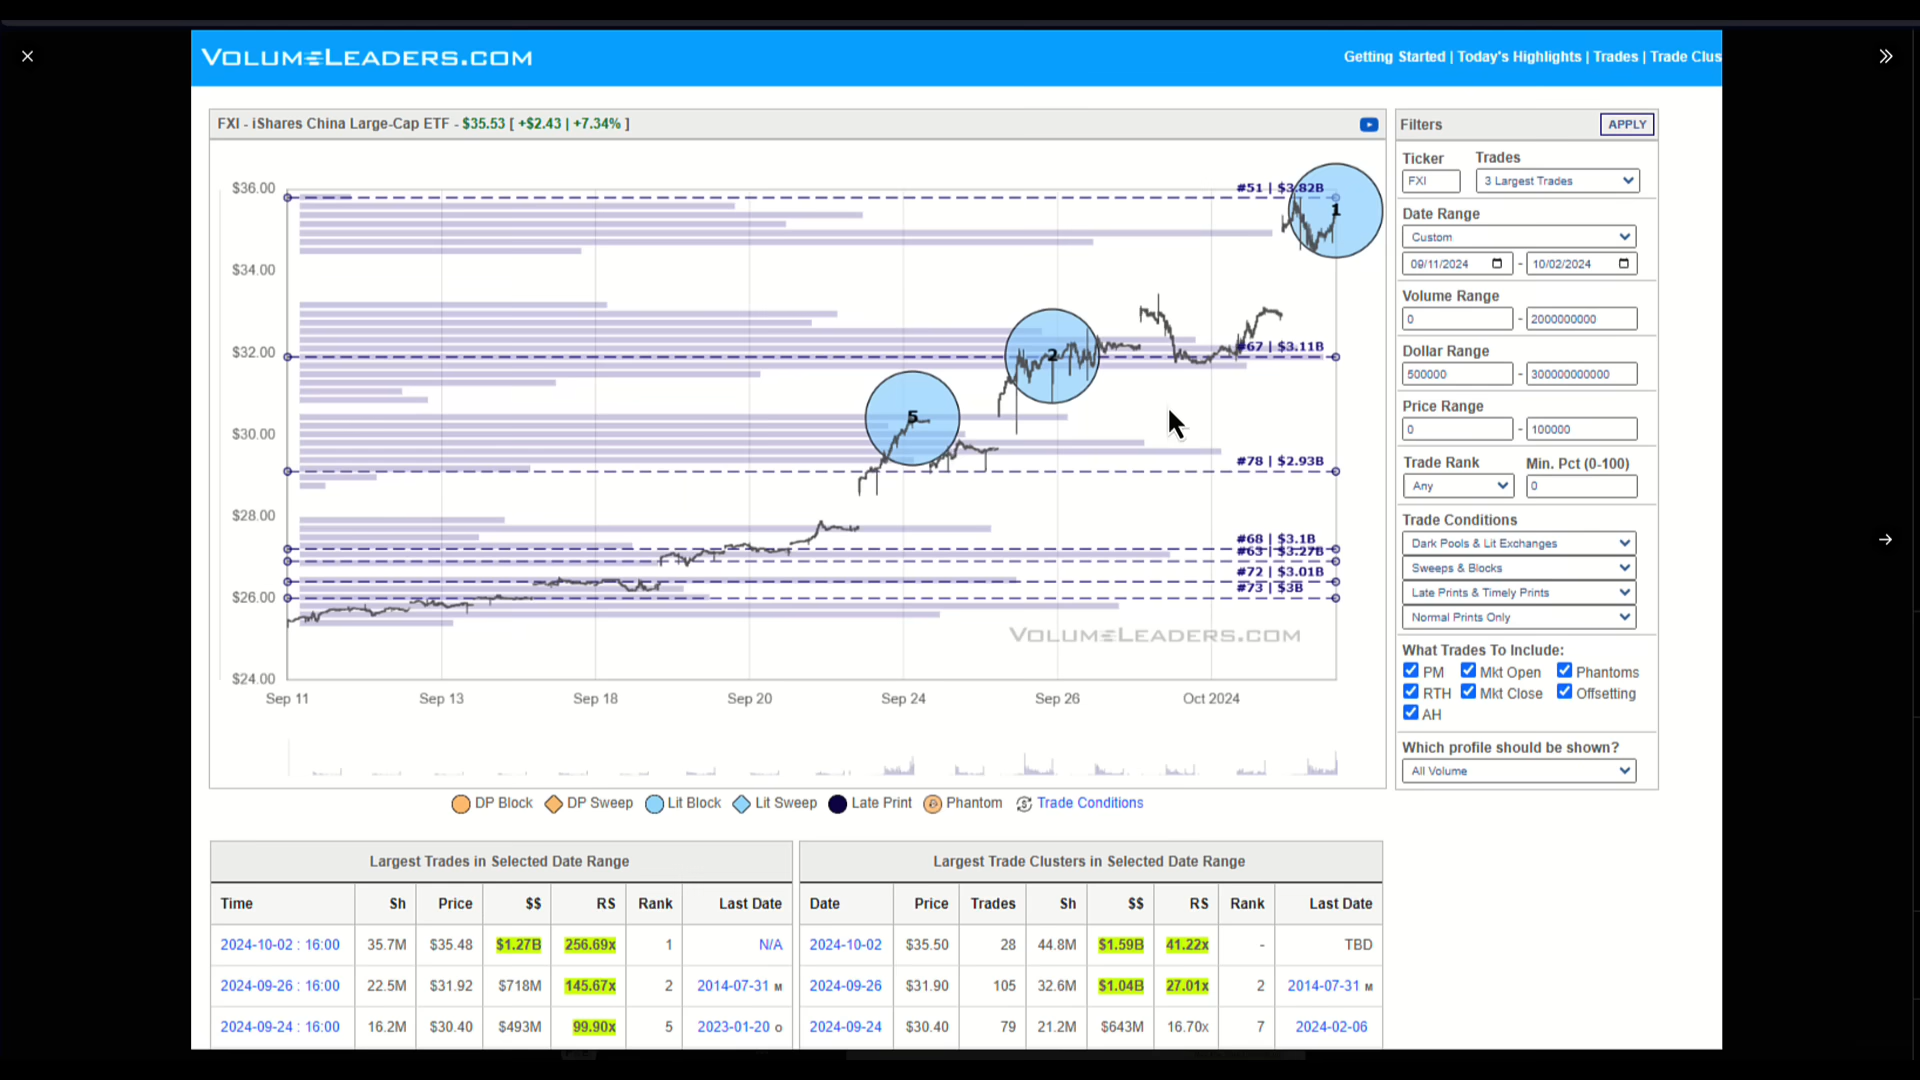 VOLUMELEADERS.COM
Getting Started | Today's Highlights | Trades | Trade Clus
FXI - iShares China Large-Cap ETF - $35.53 [ +$2.43 | +7.34% ]
$36.00
$34.00
$32.00
$30.00
$28.00
$26.00
$24.00
#51 | $3.82B
1
2
#67 | $3.11B
5
#78 | $2.93B
#68 | $3.1B
#63 | $3.27B
#72 | $3.01B
#73 | $3B
VOLUMELEADERS.COM
Sep 11 Sep 13 Sep 18 Sep 20 Sep 24 Sep 26 Oct 2024
DP Block DP Sweep Lit Block Lit Sweep Late Print Phantom Trade Conditions
Filters APPLY
Ticker Trades
FXI 3 Largest Trades
Date Range
Custom
09/11/2024 - 10/02/2024
Volume Range
0 - 2000000000
Dollar Range
500000 - 300000000000
Price Range
0 - 100000
Trade Rank Min. Pct (0-100)
Any 0
Trade Conditions
Dark Pools & Lit Exchanges
Sweeps & Blocks
Late Prints & Timely Prints
Normal Prints Only
What Trades To Include:
PM Mkt Open Phantoms
RTH Mkt Close Offsetting
AH
Which profile should be shown?
All Volume
Largest Trades in Selected Date Range
Time Sh Price $$ RS Rank Last Date
2024-10-02 : 16:00 35.7M $35.48 $1.27B 256.69x 1 N/A
2024-09-26 : 16:00 22.5M $31.92 $718M 145.67x 2 2014-07-31 M
2024-09-24 : 16:00 16.2M $30.40 $493M 99.90x 5 2023-01-20 O
Largest Trade Clusters in Selected Date Range
Date Price Trades Sh $$ RS Rank Last Date
2024-10-02 $35.50 28 44.8M $1.59B 41.22x - TBD
2024-09-26 $31.90 105 32.6M $1.04B 27.01x 2 2014-07-31 M
2024-09-24 $30.40 79 21.2M $643M 16.70x 7 2024-02-06